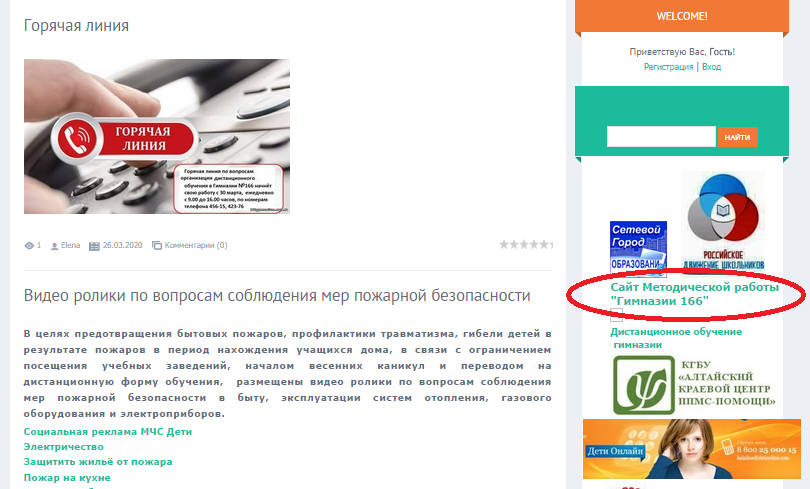 Горячая линия
ГОРЯЧАЯ
ЛИНИЯ
Горячая линия по вопросам
организации дистанционного
обучения в Гимназии №166 начнёт
свою работу с 30 марта, ежедневно
с 9.00 до 16.00 часов, по номерам
телефона 456-15, 423-76
1 Elena 26.03.2020 Комментарии (0)
Видео ролики по вопросам соблюдения мер пожарной безопасности
В целях предотвращения бытовых пожаров, профилактики травматизма, гибели детей в
результате пожаров в период нахождения учащихся дома, в связи с ограничением
посещения учебных заведений, началом весенних каникул и переводом на
дистанционную форму обучения, размещены видео ролики по вопросам соблюдения
мер пожарной безопасности в быту, эксплуатации систем отопления, газового
оборудования и электроприборов.
Социальная реклама МЧС Дети
Электричество
Защитить жильё от пожара
Пожар на кухне
WELCOME!
Приветствую Вас, Гость!
Регистрация | Вход
НАЙТИ
Сетевой
Город
ОБРАЗОВАНИЕ
РОССИЙСКОЕ
ДВИЖЕНИЕ ШКОЛЬНИКОВ
Сайт Методической работы
"Гимназии 166"
Дистанционное обучение
гимназии
КГБУ
«АЛТАЙСКИЙ
КРАЕВОЙ ЦЕНТР
ППМС-ПОМОЩИ»
Дети Онлайн
Горячая линия
8 800 25 000 15